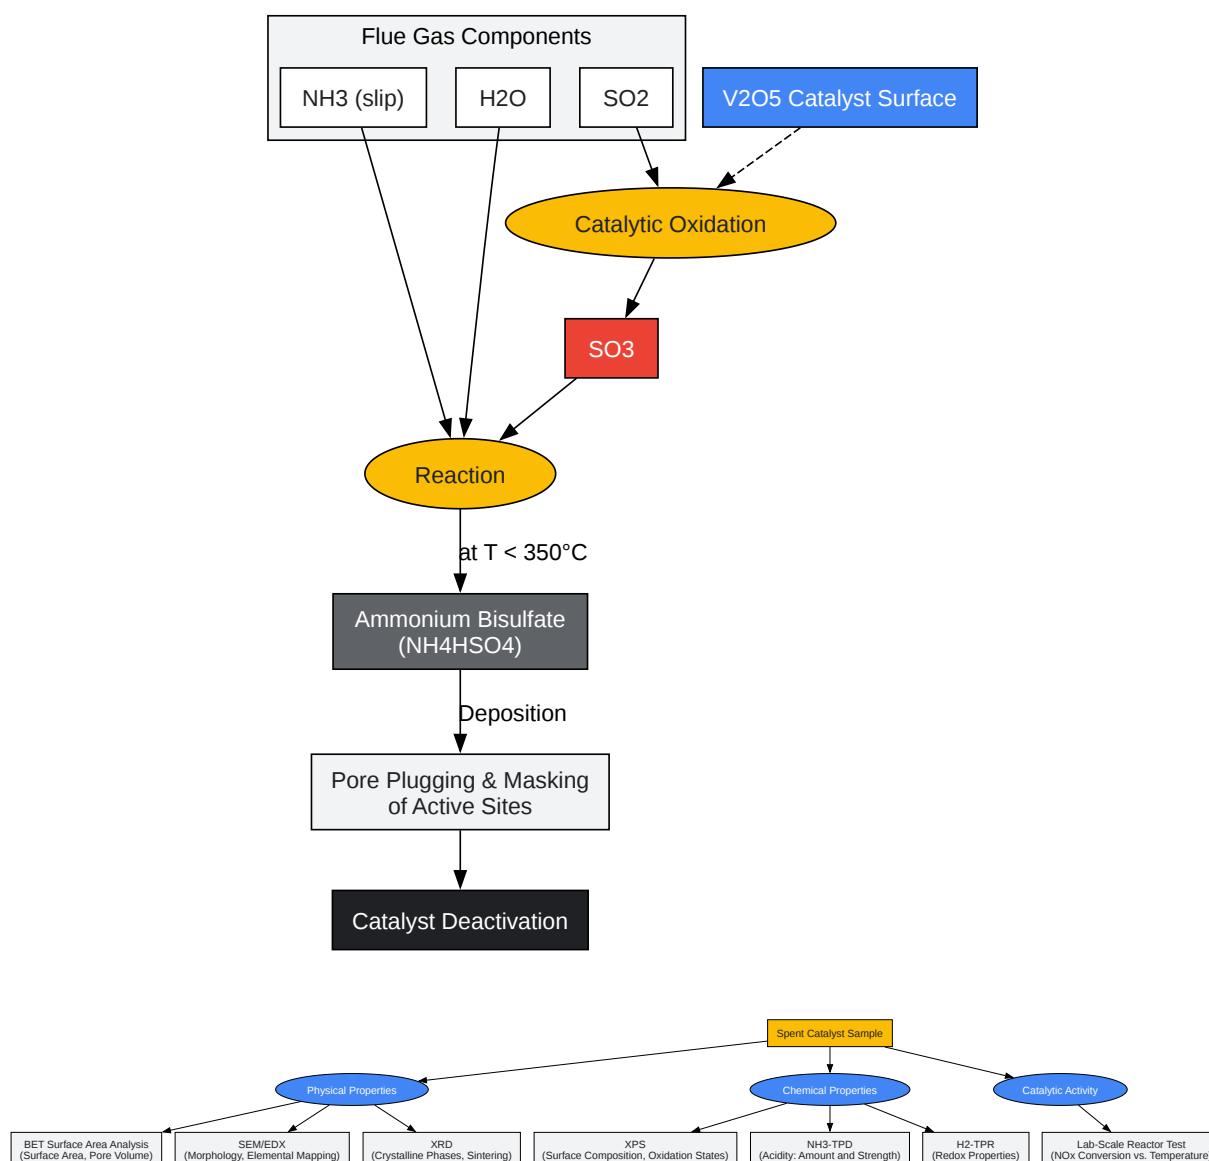 Flue Gas Components
NH3 (slip)
H2O
SO2
V2O5 Catalyst Surface
Catalytic Oxidation
SO3
Reaction
at T < 350°C
Ammonium Bisulfate
(NH4HSO4)
Deposition
Pore Plugging & Masking
of Active Sites
Catalyst Deactivation
Spent Catalyst Sample
Physical Properties
Chemical Properties
Catalytic Activity
BET Surface Area Analysis
(Surface Area, Pore Volume)
SEM/EDX
(Morphology, Elemental Mapping)
XRD
(Crystalline Phases, Sintering)
XPS
(Surface Composition, Oxidation States)
NH3-TPD
(Acidity: Amount and Strength)
H2-TPR
(Redox Properties)
Lab-Scale Reactor Test
(NOx Conversion vs. Temperature)